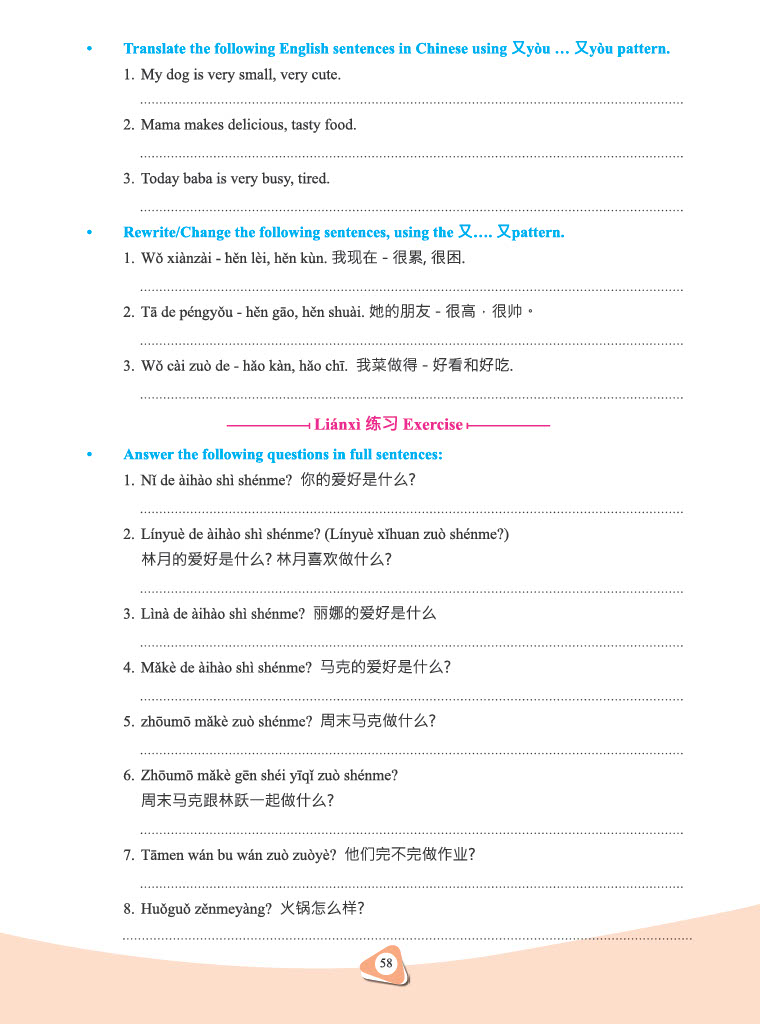 • Translate the following English sentences in Chinese using 又yòu … 又yòu pattern.
1. My dog is very small, very cute.
2. Mama makes delicious, tasty food.
3. Today baba is very busy, tired.
• Rewrite/Change the following sentences, using the 又…. 又pattern.
1. Wǒ xiànzài - hěn lèi, hěn kùn. 我现在 - 很累, 很困.
2. Tā de péngyǒu - hěn gāo, hěn shuài. 她的朋友 - 很高，很帅。
3. Wǒ cài zuò de - hǎo kàn, hǎo chī. 我菜做得 - 好看和好吃.
Liánxì 练习 Exercise
• Answer the following questions in full sentences:
1. Nǐ de àihào shì shénme? 你的爱好是什么?
2. Línyuè de àihào shì shénme? (Línyuè xǐhuan zuò shénme?)
林月的爱好是什么? 林月喜欢做什么?
3. Lìnà de àihào shì shénme? 丽娜的爱好是什么
4. Mǎkè de àihào shì shénme? 马克的爱好是什么?
5. zhōumō mǎkè zuò shénme? 周末马克做什么?
6. Zhōumō mǎkè gēn shéi yīqǐ zuò shénme?
周末马克跟林跃一起做什么?
7. Tāmen wán bu wán zuò zuòyè? 他们完不完做作业?
8. Huǒguǒ zěnmeyàng? 火锅怎么样?
58